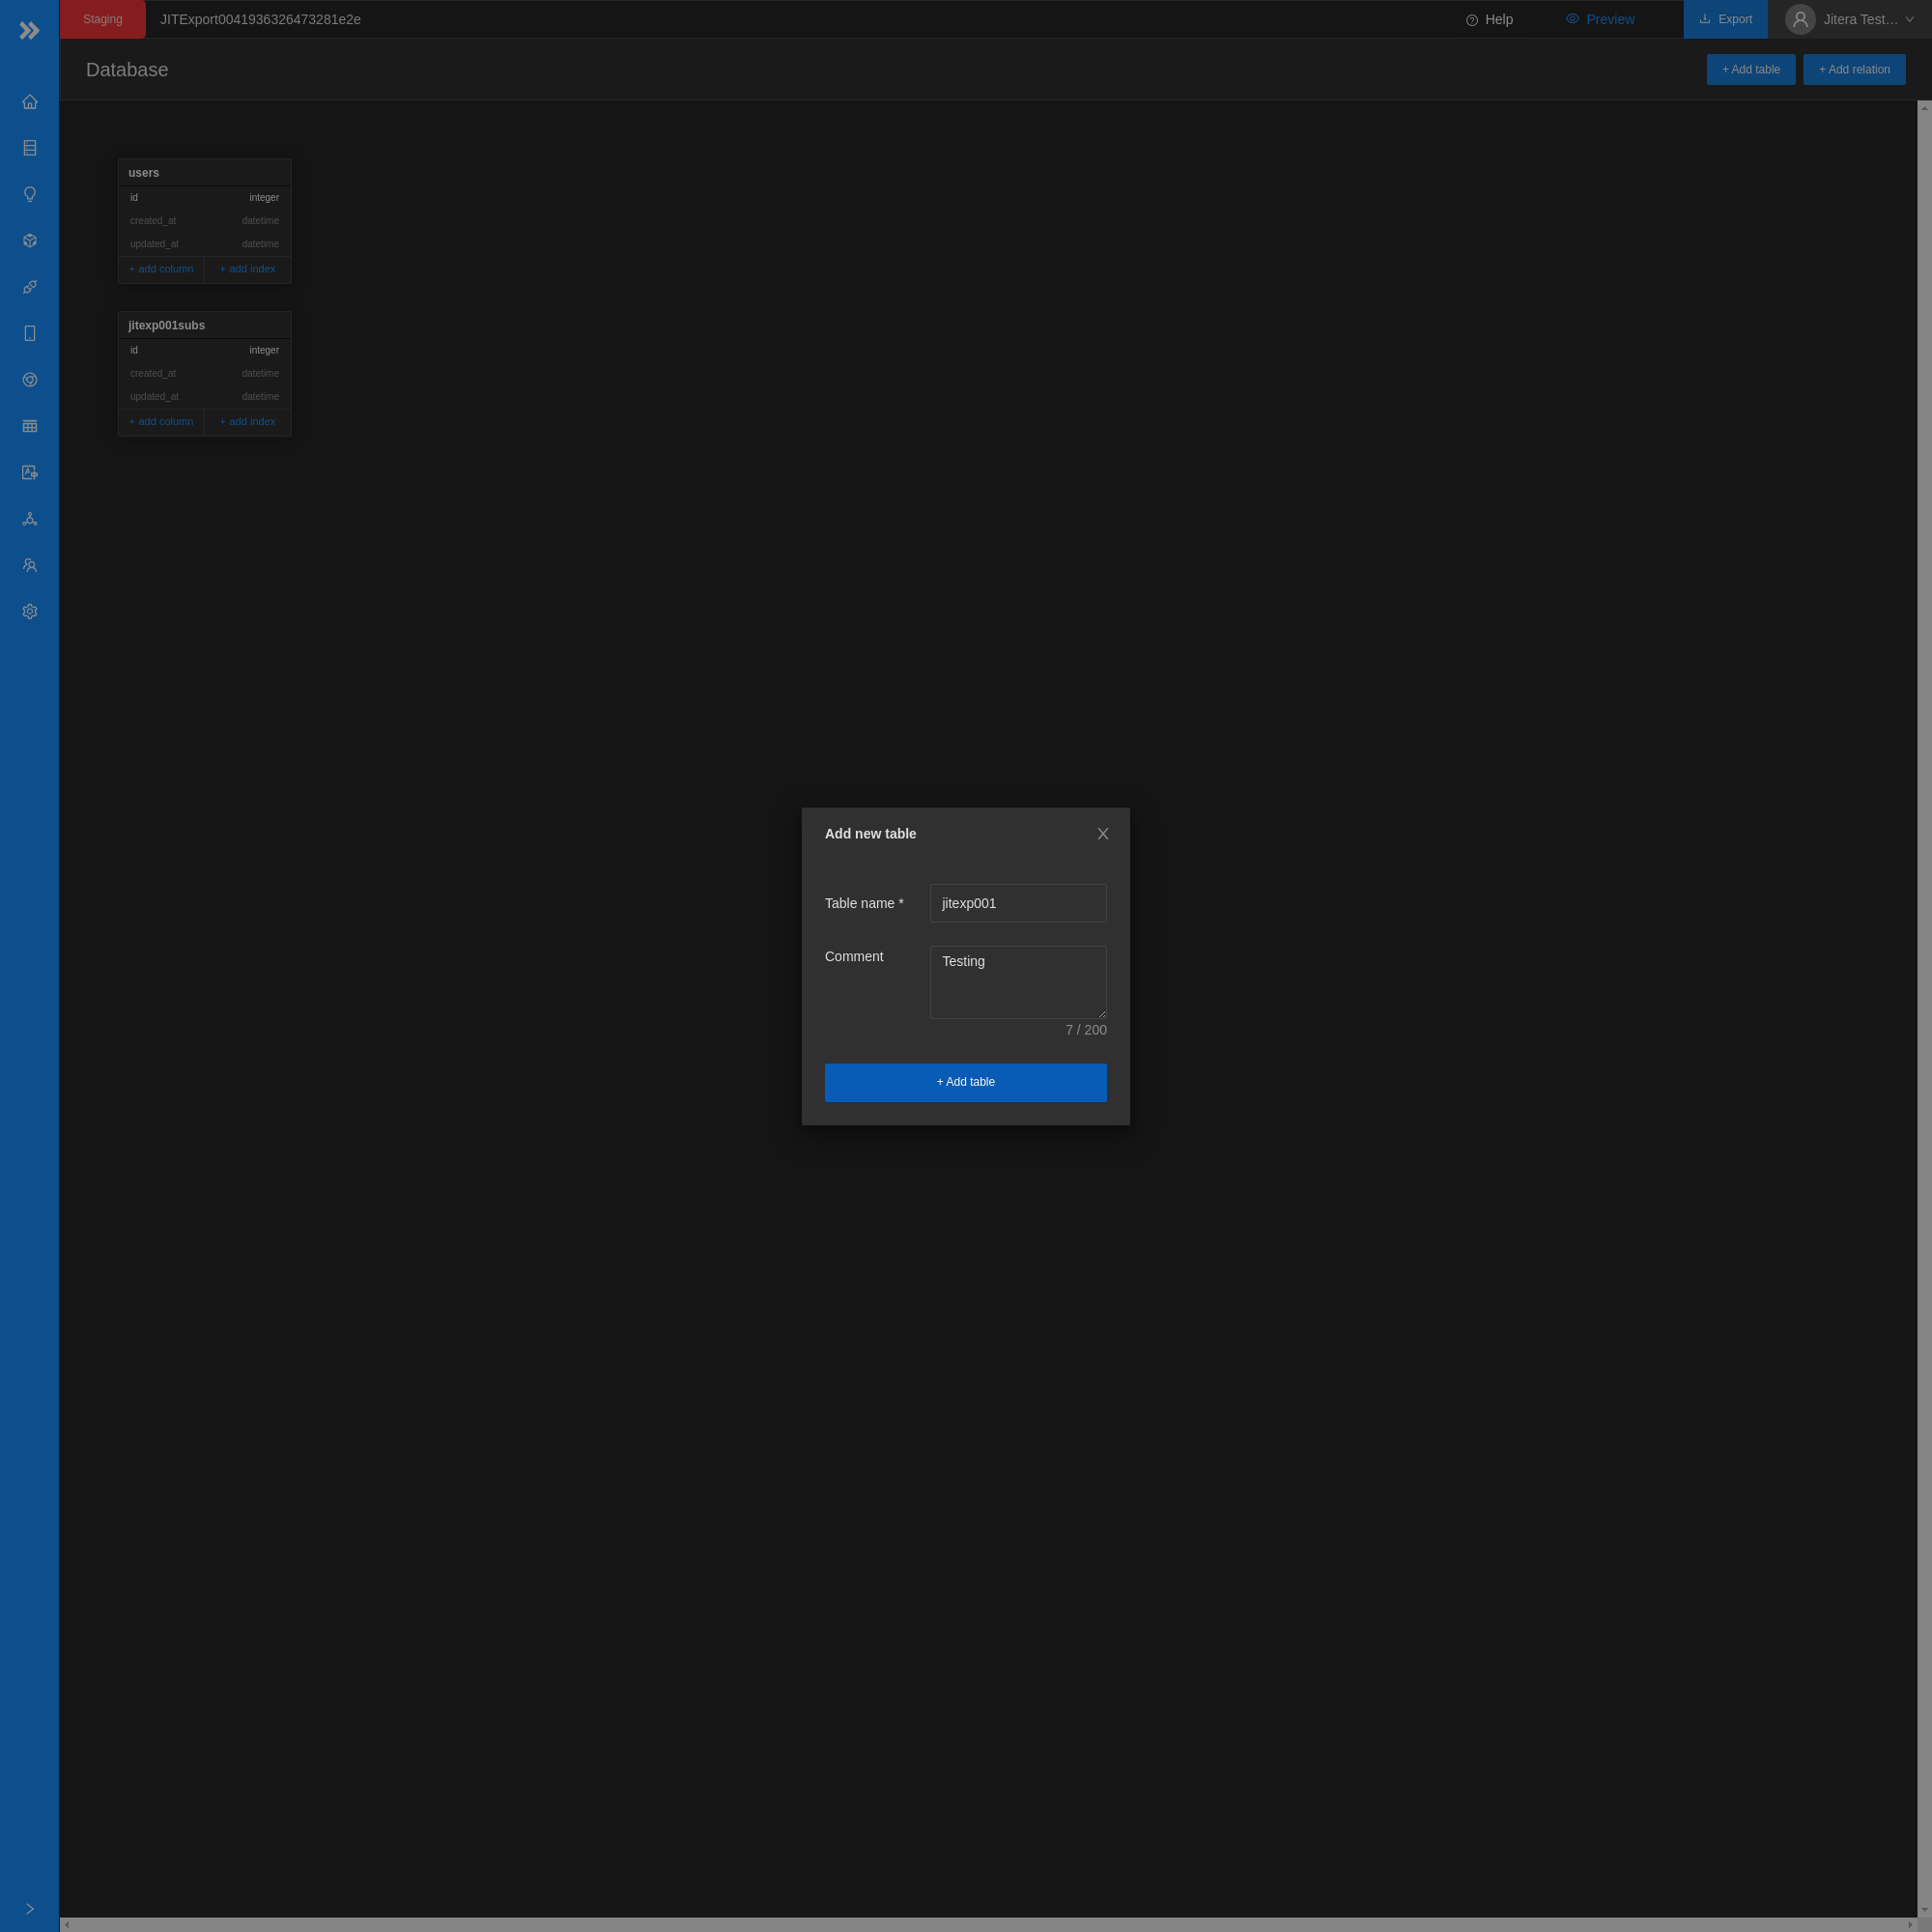 Staging
JITExport0041936326473281e2e
Help
Preview
Export
Jitera Test…
Database
+ Add table
+ Add relation
users
id integer
created_at datetime
updated_at datetime
+ add column + add index
jitexp001subs
id integer
created_at datetime
updated_at datetime
+ add column + add index
Add new table
Table name * jitexp001
Comment Testing
7 / 200
+ Add table